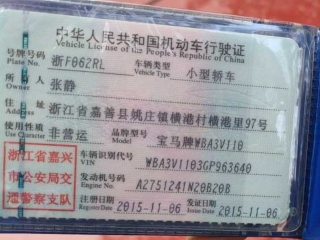 中华人民共和国机动车行驶证
Vehicle License of the People's Republic of China
号牌号码 Plate No. 浙F062RL 车辆类型 Vehicle Type 小型轿车
所有人 Owner 张静
住址 浙江省嘉善县姚庄镇横港村横港里97号
使用性质 Use Character 非营运 品牌型号 Model 宝马牌WBA3V110
浙江省嘉兴市公安局交通警察支队
车辆识别代号 VIN WBA3V1103GP963640
发动机号码 Engine No. A2751241N20B20B
注册日期 Register Date 2015-11-06 发证日期 Issue Date 2015-11-06